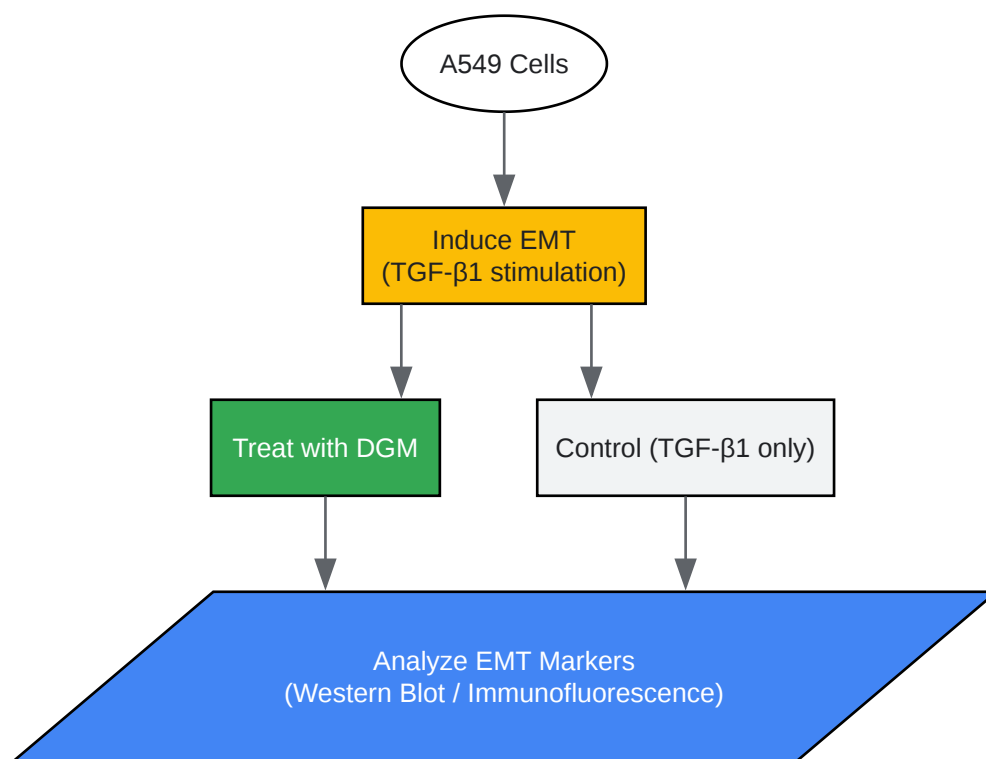 A549 Cells
Induce EMT
(TGF-β1 stimulation)
Treat with DGM
Control (TGF-β1 only)
Analyze EMT Markers
(Western Blot / Immunofluorescence)